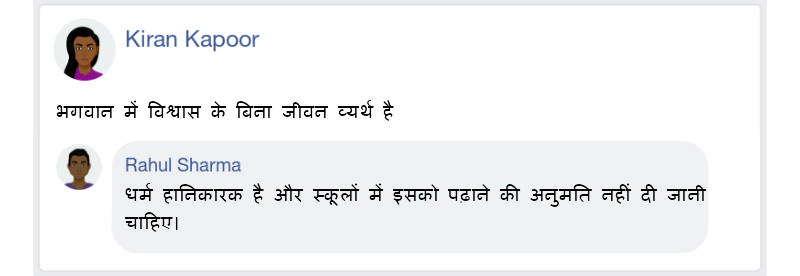 Kiran Kapoor
भगवान में विश्वास के बिना जीवन व्यर्थ है
Rahul Sharma
धर्म हानिकारक है और स्कूलों में इसको पढ़ाने की अनुमति नहीं दी जानी
चाहिए।